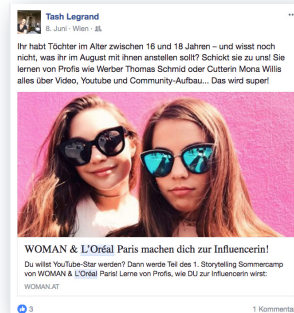 Tash Legrand
8. Juni · Wien ·
Ihr habt Töchter im Alter zwischen 16 und 18 Jahren – und wisst noch
nicht, was ihr im August mit ihnen anstellen sollt? Schickt sie zu uns! Sie
lernen von Profis wie Werber Thomas Schmid oder Cutterin Mona Willis
alles über Video, Youtube und Community-Aufbau... Das wird super!
WOMAN & L'Oréal Paris machen dich zur Influencerin!
Du willst YouTube-Star werden? Dann werde Teil des 1. Storytelling Sommercamp
von WOMAN & L'Oréal Paris! Lerne von Profis, wie DU zur Influencerin wirst:
WOMAN.AT
3
1 Kommenta